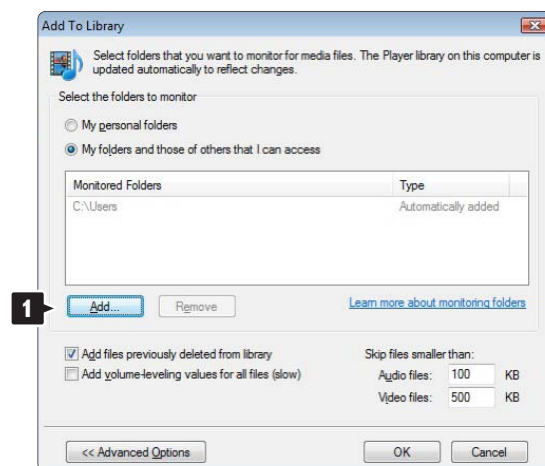 Add To Library
Select folders that you want to monitor for media files. The Player library on this computer is
updated automatically to reflect changes.
Select the folders to monitor
My personal folders
My folders and those of others that I can access
Monitored Folders Type
C:\Users Automatically added
1
Add... Remove Learn more about monitoring folders
Add files previously deleted from library
Add volume-leveling values for all files (slow)
Skip files smaller than:
Audio files: 100 KB
Video files: 500 KB
<< Advanced Options OK Cancel